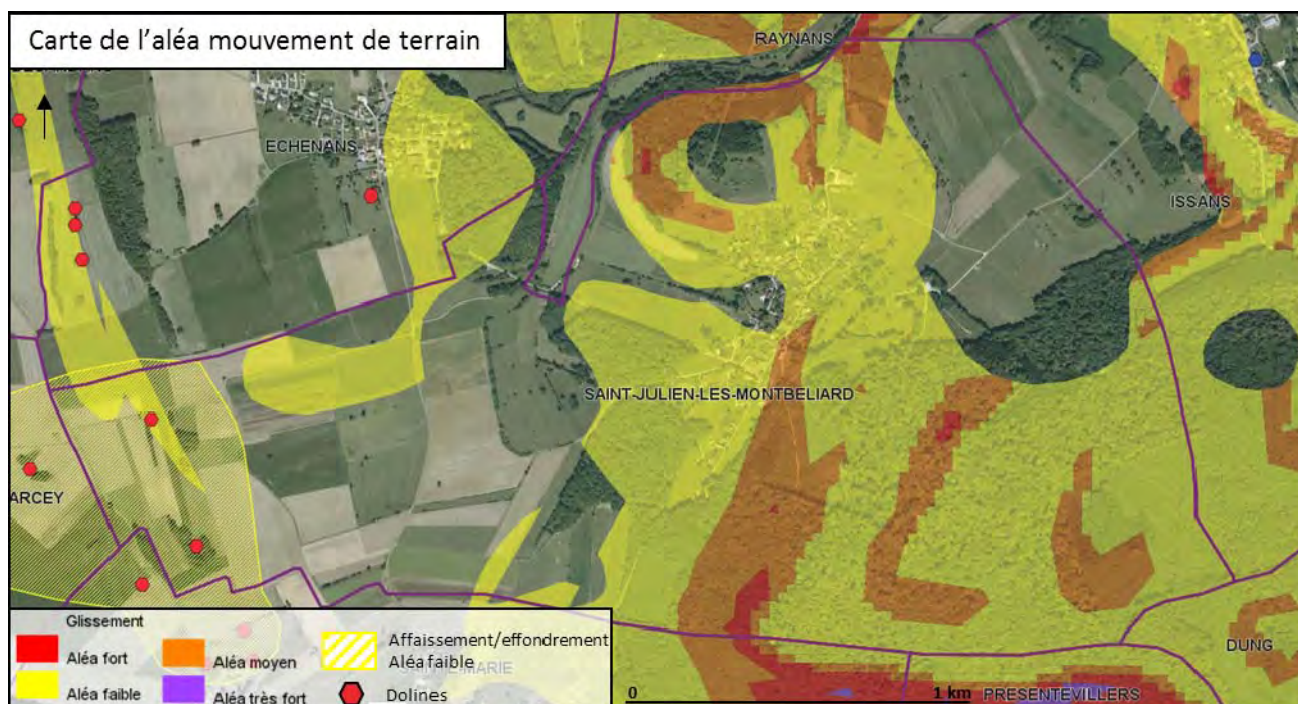 Carte de l'aléa mouvement de terrain
RAYNANS
ECHENANS
ISSANS
SAINT-JULIEN-LES-MONTBELIARD
ARCEY
DUNG
PRESENTEVILLERS
Glissement
Aléa fort
Aléa moyen
Affaissement/effondrement
Aléa faible
Aléa faible
Aléa très fort
Dolines
0 1 km